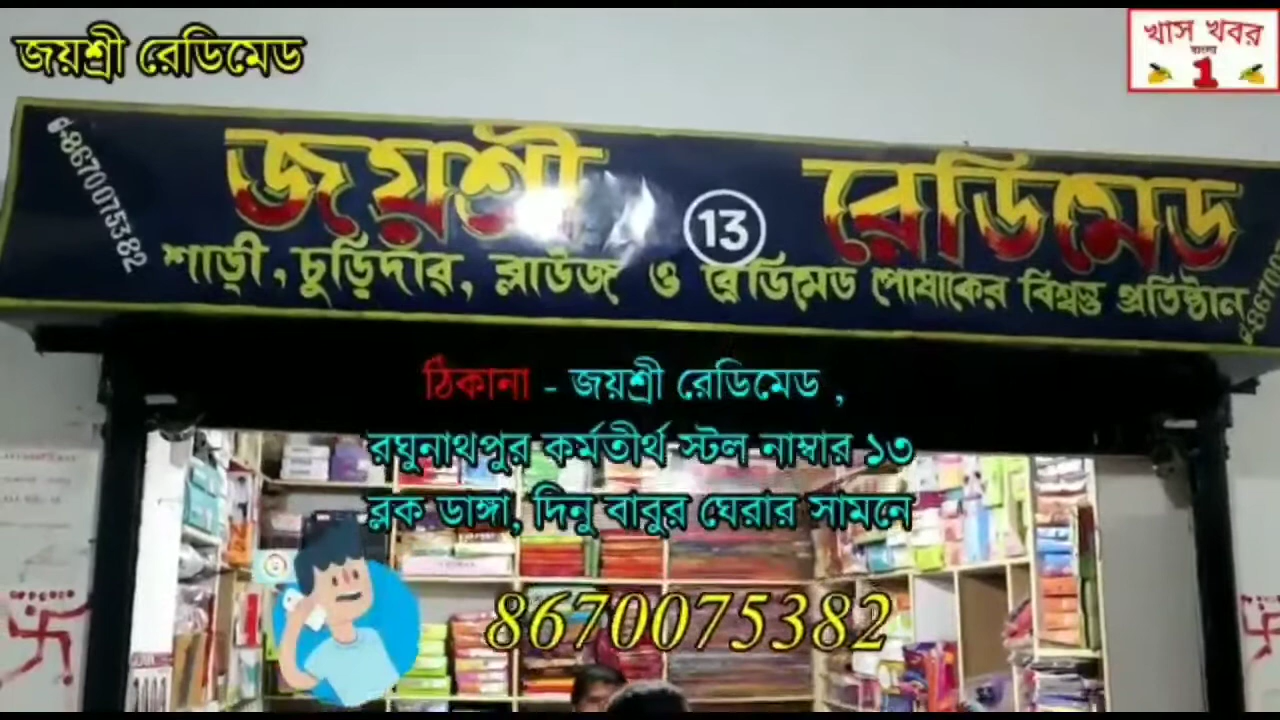 জয়শ্রী রেডিমেড
খাস খবর
বাংলা
1
জয়শ্রী 13 রেডিমেড
8670075382
শাড়ী, চুড়িদার, ব্লাউজ ও রেডিমেড পোষাকের বিশ্বস্ত প্রতিষ্ঠান
ঠিকানা - জয়শ্রী রেডিমেড ,
রঘুনাথপুর কর্মতীর্থ স্টল নাম্বার ১৩
ব্লক ডাঙ্গা, দিনু বাবুর ঘেরার সামনে
8670075382